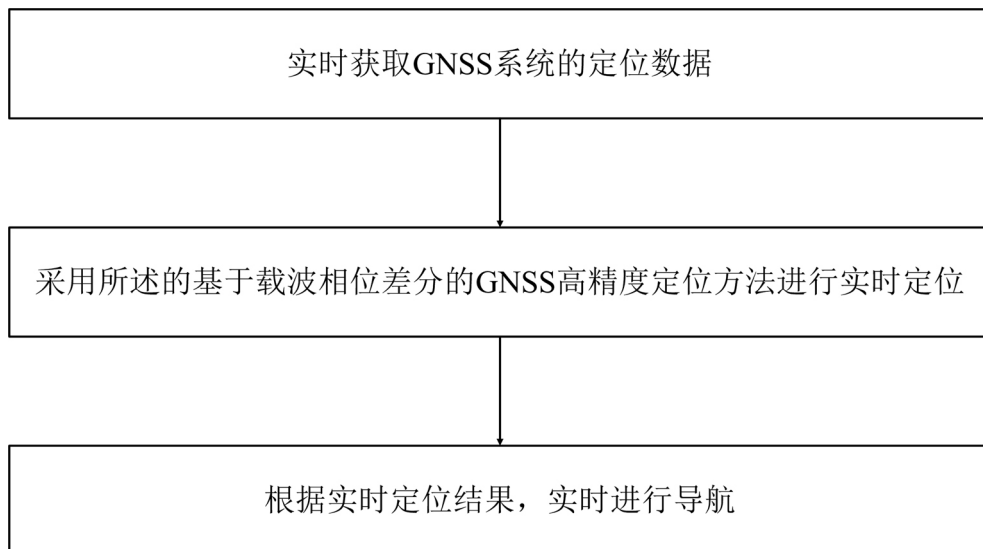 实时获取GNSS系统的定位数据
采用所述的基于载波相位差分的GNSS高精度定位方法进行实时定位
根据实时定位结果，实时进行导航